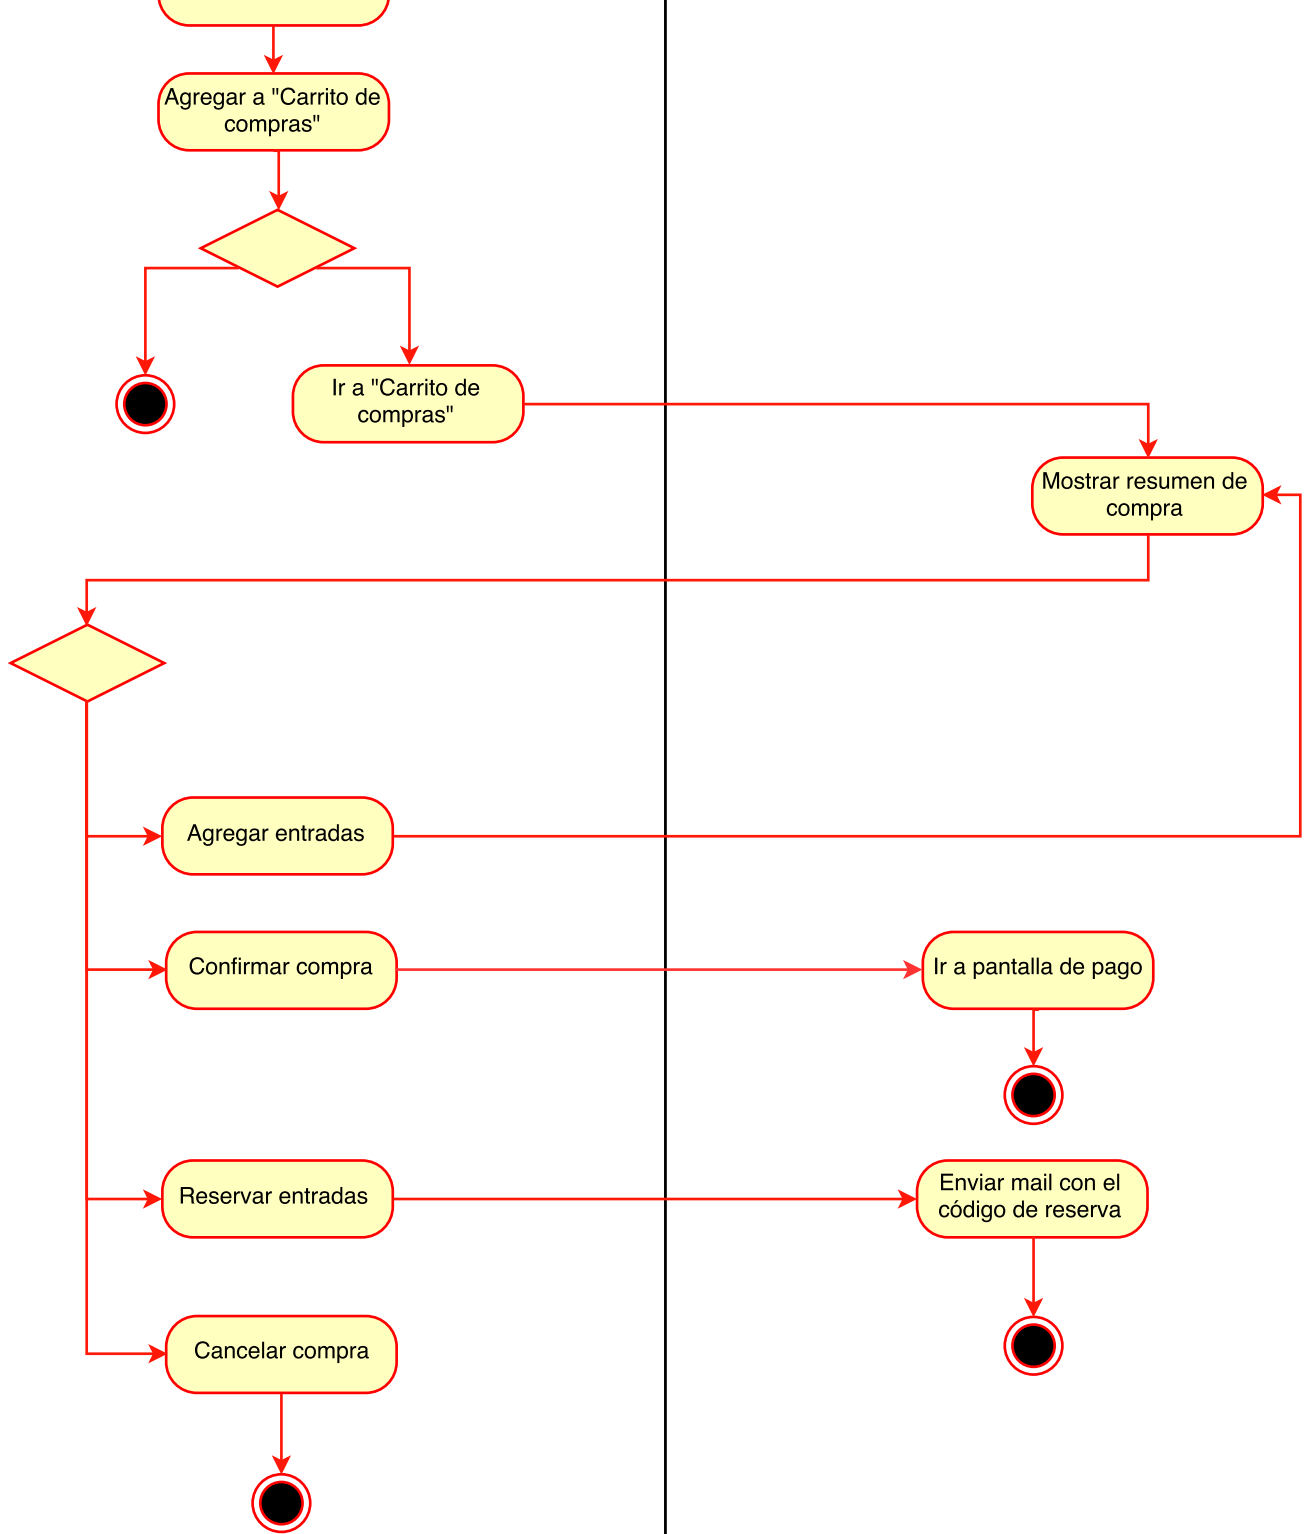 Agregar a "Carrito de
compras"
Ir a "Carrito de
compras"
Mostrar resumen de
compra
Agregar entradas
Confirmar compra
Ir a pantalla de pago
Reservar entradas
Enviar mail con el
código de reserva
Cancelar compra